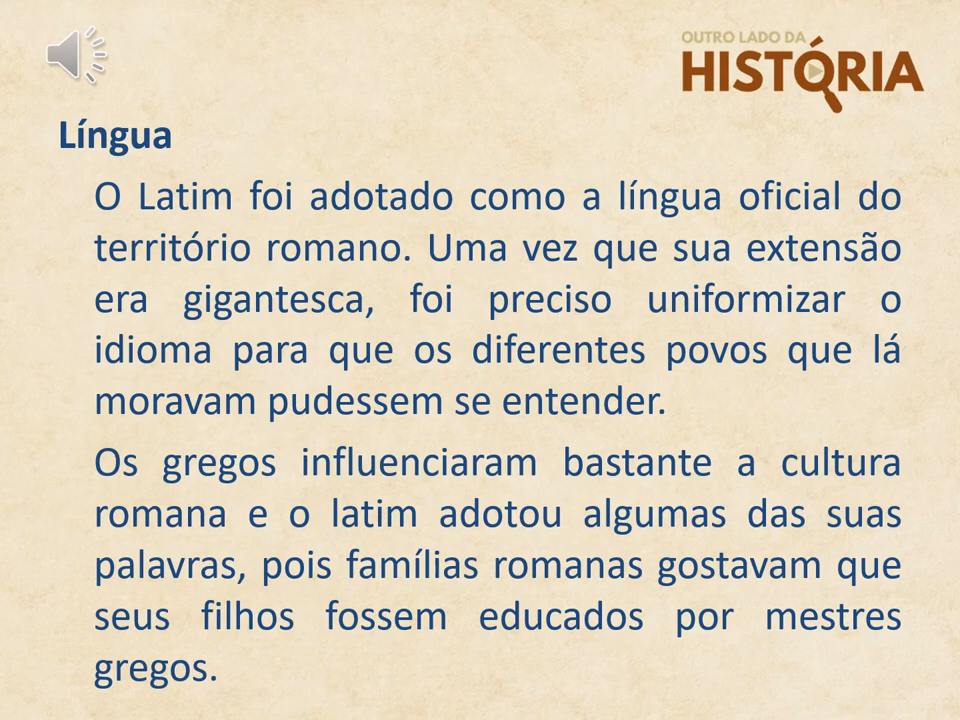 OUTRO LADO DA
HISTÓRIA
Língua
O Latim foi adotado como a língua oficial do
território romano. Uma vez que sua extensão
era gigantesca, foi preciso uniformizar o
idioma para que os diferentes povos que lá
moravam pudessem se entender.
Os gregos influenciaram bastante a cultura
romana e o latim adotou algumas das suas
palavras, pois famílias romanas gostavam que
seus filhos fossem educados por mestres
gregos.